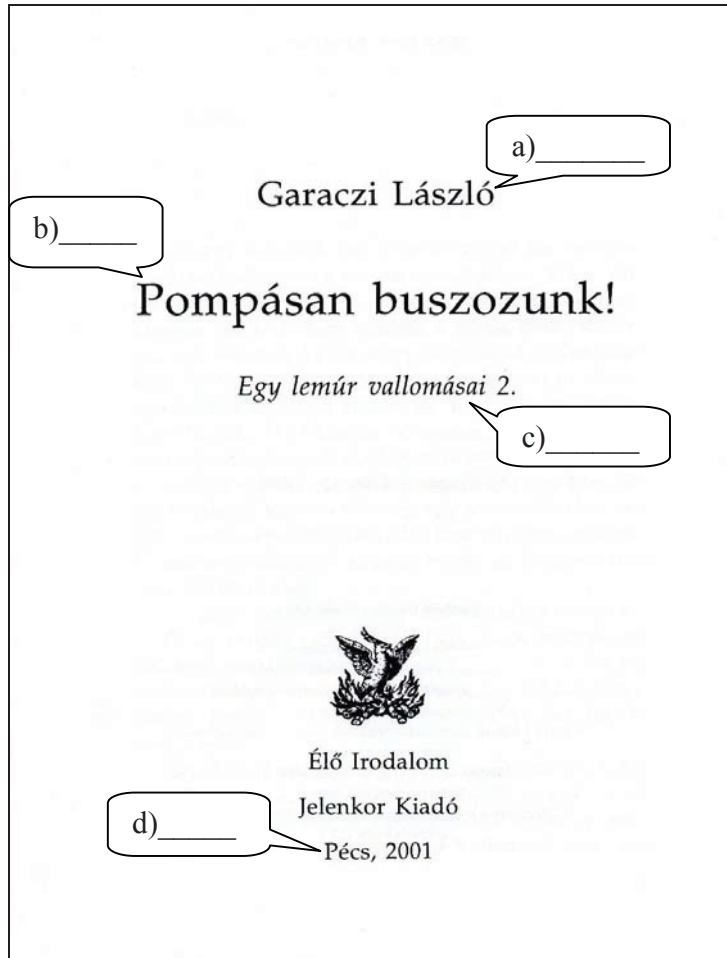 a)_______
Garaczi László
b)_____
Pompásan buszozunk!
Egy lemúr vallomásai 2.
c)______
Élő Irodalom
Jelenkor Kiadó
d)_____
Pécs, 2001